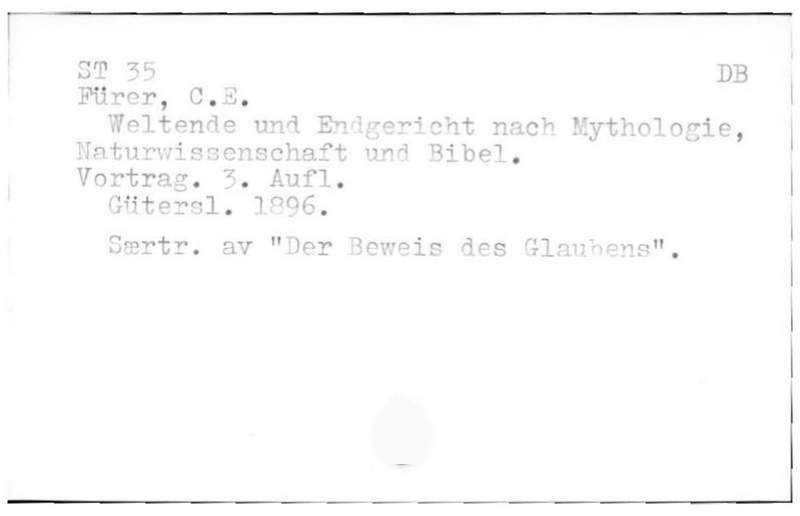 ST 35 DB
Fürer, C.E.
Weltende und Endgericht nach Mythologie,
Naturwissenschaft und Bibel.
Vortrag. 3. Aufl.
Gütersl. 1896.
Særtr. av "Der Beweis des Glaubens".